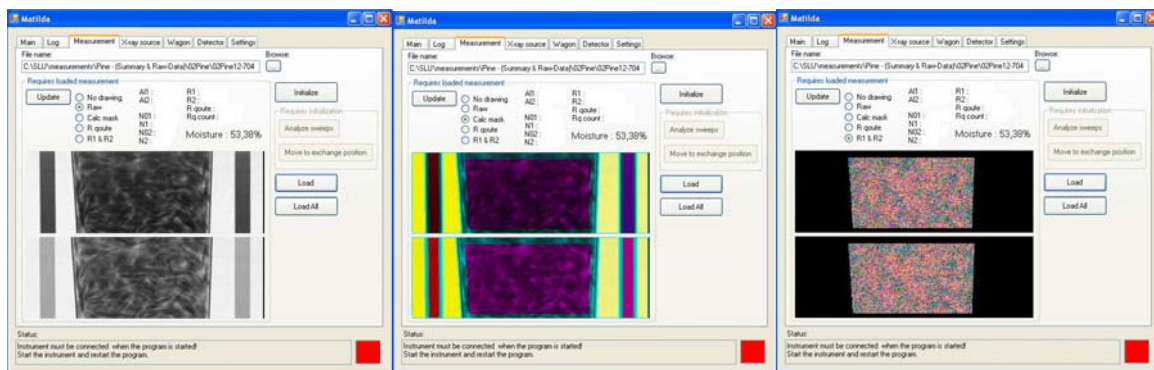 Matilda
Main Log Measurement X-ray source Wagon Detector Settings
File name: Browse:
C:\SLU\measurements\Pine - (Summary & Raw-Data)\02Pine\02Pine12-704 ...
Requires loaded measurement
Update
No drawing
Raw
Calc mask
R qoute
R1 & R2
Al1 :
Al2 :
N01 :
N1 :
N02 :
N2 :
R1 :
R2 :
R qoute :
Rq count :
Moisture : 53,38%
Initialize
Requires initialization
Analyze sweeps
Move to exchange position
Load
Load All
Status:
Instrument must be connected when the program is started!
Start the instrument and restart the program.
Matilda
Main Log Measurement X-ray source Wagon Detector Settings
File name: Browse:
C:\SLU\measurements\Pine - (Summary & Raw-Data)\02Pine\02Pine12-704 ...
Requires loaded measurement
Update
No drawing
Raw
Calc mask
R qoute
R1 & R2
Al1 :
Al2 :
N01 :
N1 :
N02 :
N2 :
R1 :
R2 :
R qoute :
Rq count :
Moisture : 53,38%
Initialize
Requires initialization
Analyze sweeps
Move to exchange position
Load
Load All
Status:
Instrument must be connected when the program is started!
Start the instrument and restart the program.
Matilda
Main Log Measurement X-ray source Wagon Detector Settings
File name: Browse:
C:\SLU\measurements\Pine - (Summary & Raw-Data)\02Pine\02Pine12-704 ...
Requires loaded measurement
Update
No drawing
Raw
Calc mask
R qoute
R1 & R2
Al1 :
Al2 :
N01 :
N1 :
N02 :
N2 :
R1 :
R2 :
R qoute :
Rq count :
Moisture : 53,38%
Initialize
Requires initialization
Analyze sweeps
Move to exchange position
Load
Load All
Status:
Instrument must be connected when the program is started!
Start the instrument and restart the program.